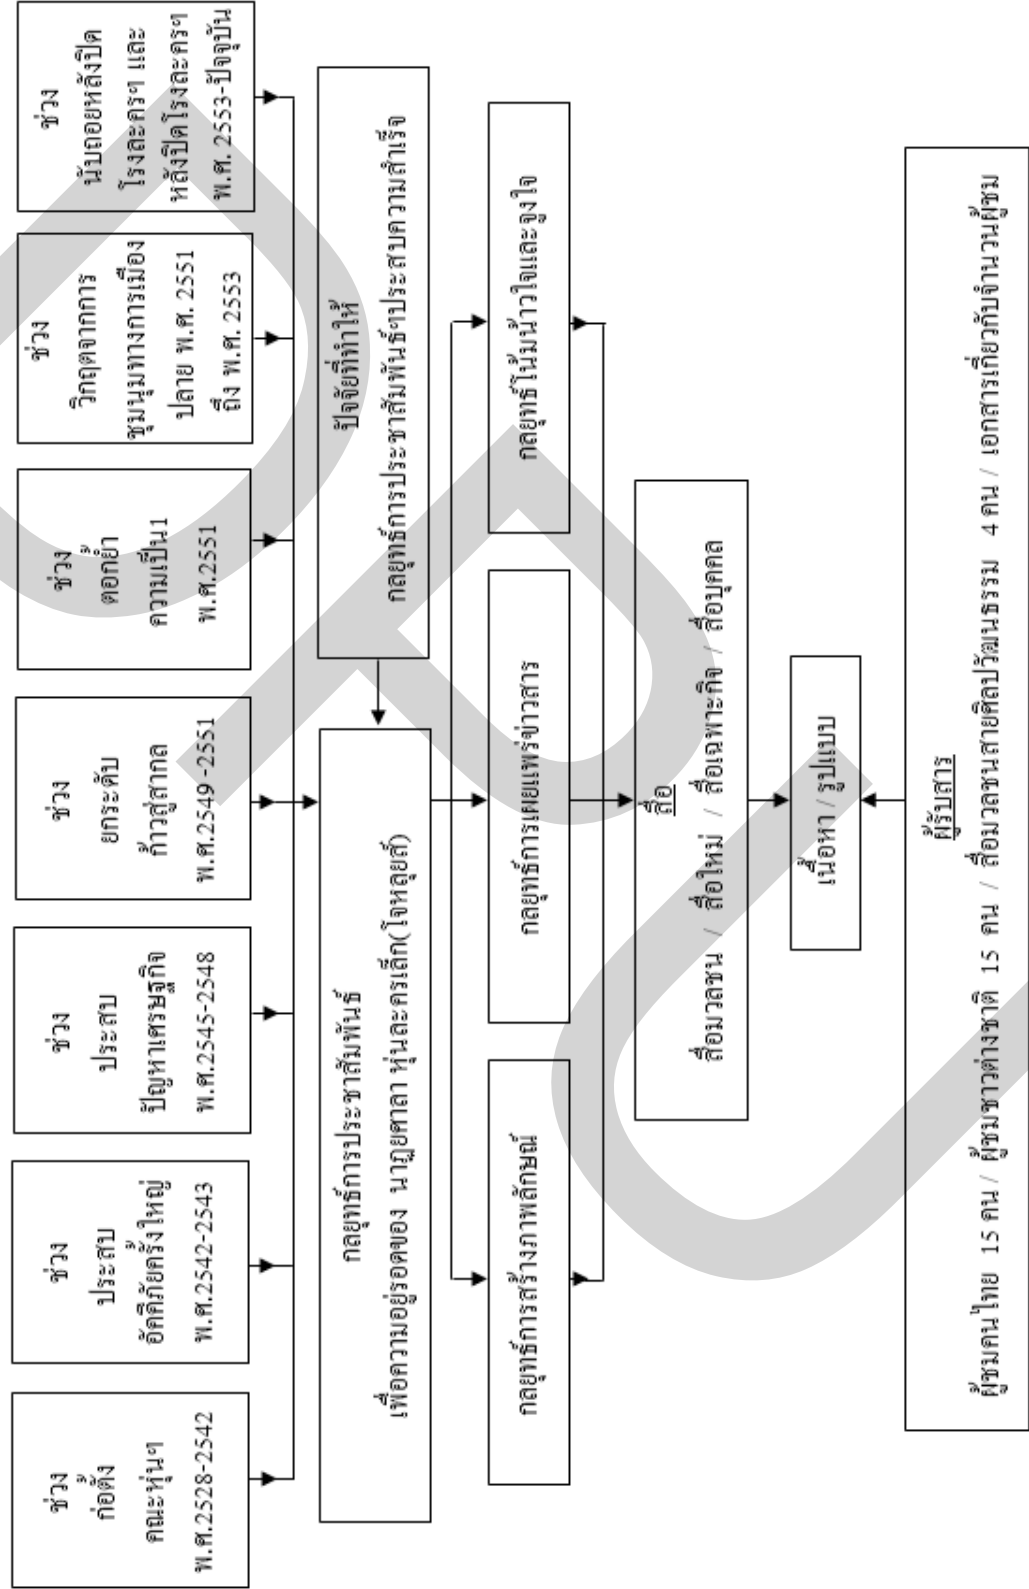 ช่วง
ก่อตั้ง
คณะหุ่นฯ
พ.ศ.2528-2542
ช่วง
ประสบ
อัคคีภัยครั้งใหญ่
พ.ศ.2542-2543
ช่วง
ประสบ
ปัญหาเศรษฐกิจ
พ.ศ.2545-2548
ช่วง
ยกระดับ
ก้าวสู่สากล
พ.ศ.2549-2551
ช่วง
ตอกย้ำ
ความเป็น1
พ.ศ.2551
ช่วง
วิกฤตจากการ
ชุมนุมทางการเมือง
ปลาย พ.ศ. 2551
ถึง พ.ศ. 2553
ช่วง
นับถอยหลังปิด
โรงละครฯ และ
หลังปิดโรงละครฯ
พ.ศ. 2553-ปัจจุบัน
กลยุทธ์การประชาสัมพันธ์
เพื่อความอยู่รอดของ นาฏยศาลา หุ่นละครเล็ก(โจหลุยส์)
ปัจจัยที่ทำให้
กลยุทธ์การประชาสัมพันธ์ฯประสบความสำเร็จ
กลยุทธ์การสร้างภาพลักษณ์
กลยุทธ์การเผยแพร่ข่าวสาร
กลยุทธ์โน้มน้าวใจและจูงใจ
สื่อ
สื่อมวลชน / สื่อใหม่ / สื่อเฉพาะกิจ / สื่อบุคคล
เนื้อหา / รูปแบบ
ผู้รับสาร
ผู้ชมคนไทย 15 คน / ผู้ชมชาวต่างชาติ 15 คน / สื่อมวลชนสายศิลปวัฒนธรรม 4 คน / เอกสารเกี่ยวกับจำนวนผู้ชม